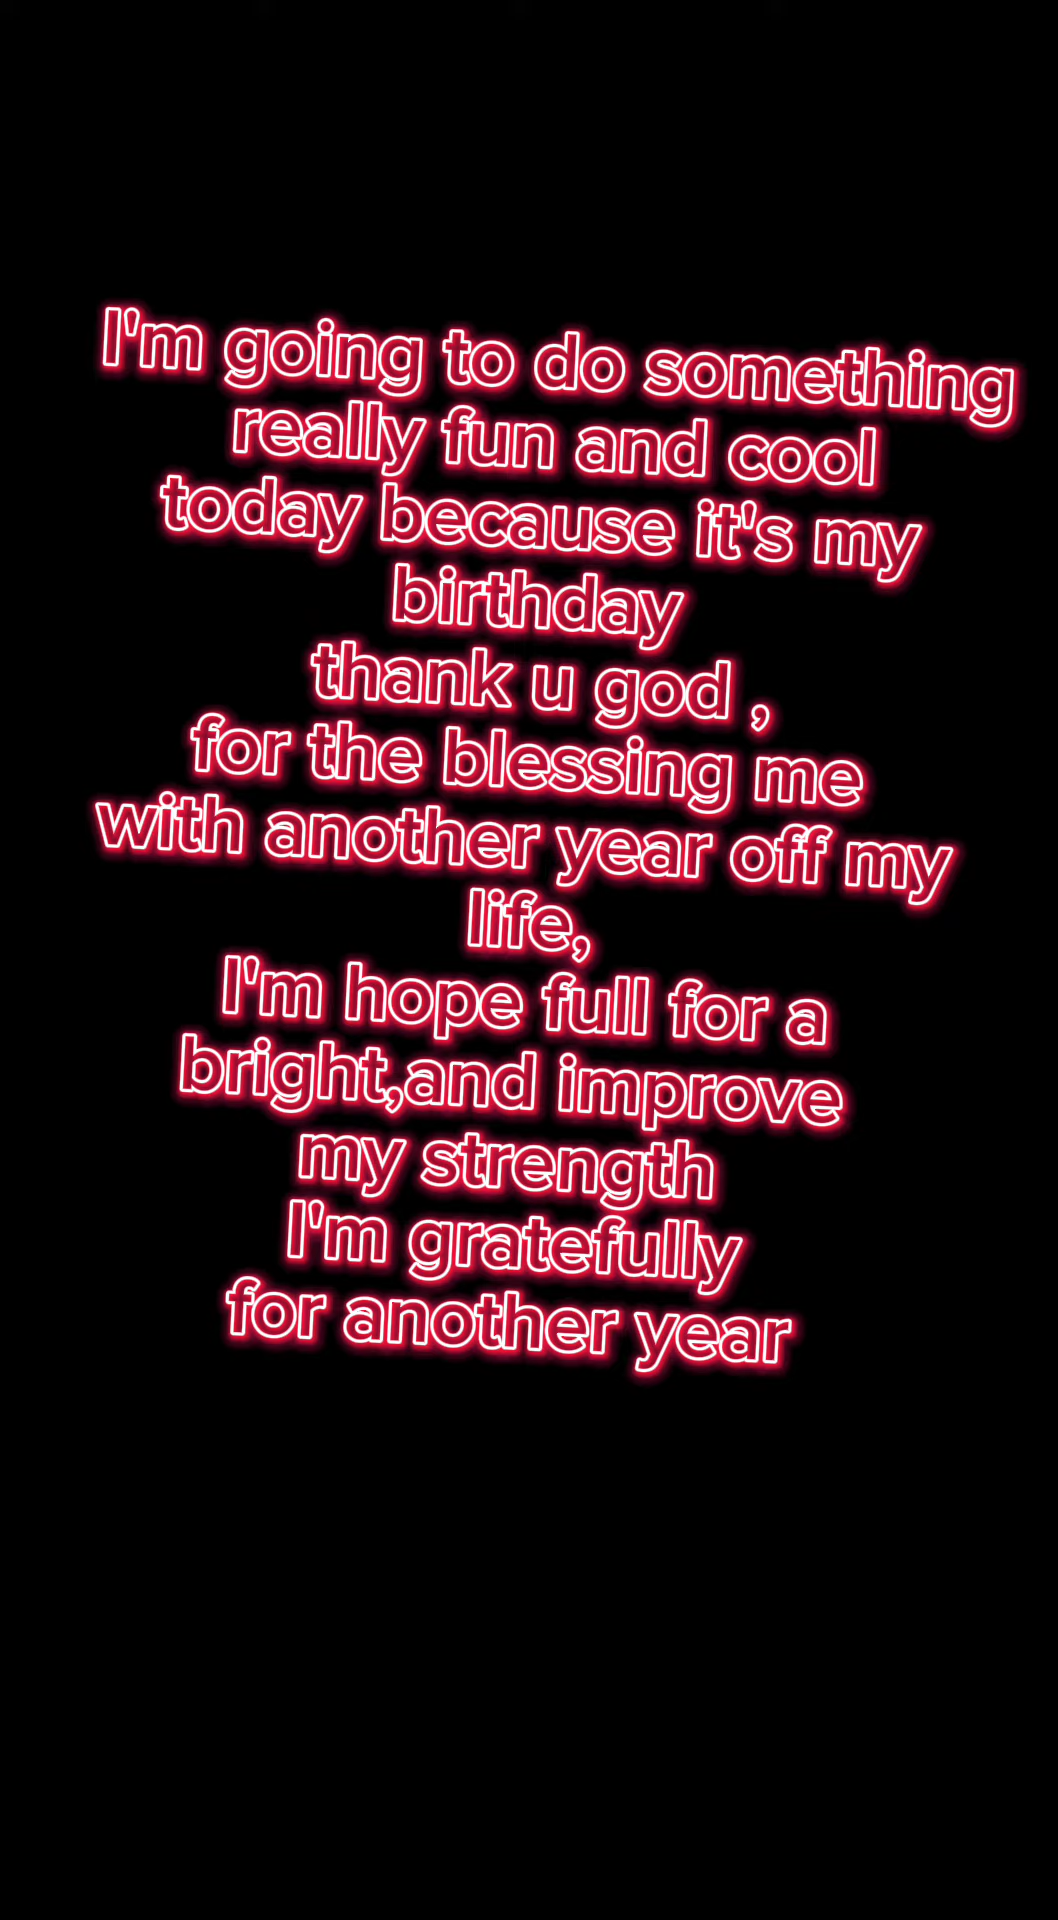 I'm going to do something
really fun and cool
today because it's my
birthday
thank u god ,
for the blessing me
with another year off my
life,
I'm hope full for a
bright,and improve
my strength
I'm gratefully
for another year